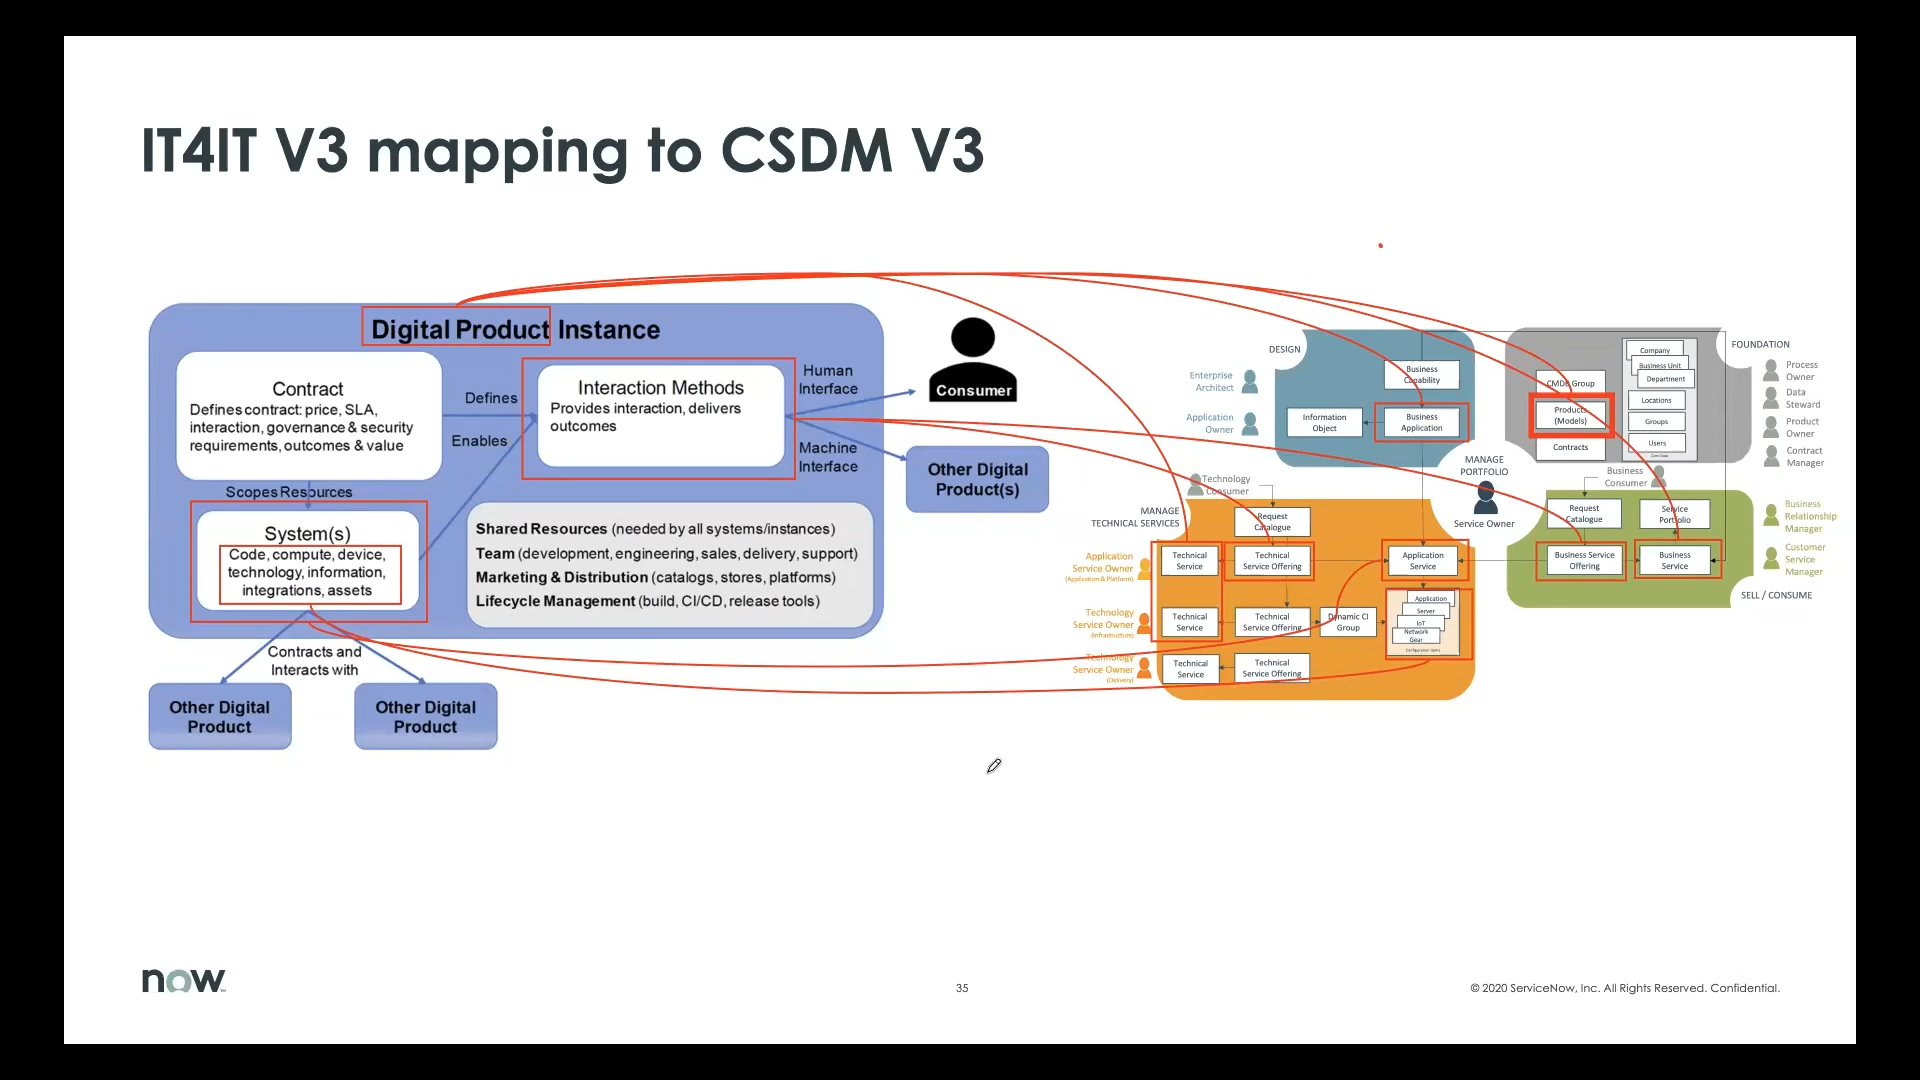 IT4IT V3 mapping to CSDM V3
Digital Product Instance
Contract
Defines contract: price, SLA,
interaction, governance & security
requirements, outcomes & value
Defines
Enables
Interaction Methods
Provides interaction, delivers
outcomes
Human
Interface
Machine
Interface
Consumer
Other Digital
Product(s)
Scopes Resources
System(s)
Code, compute, device,
technology, information,
integrations, assets
Shared Resources (needed by all systems/instances)
Team (development, engineering, sales, delivery, support)
Marketing & Distribution (catalogs, stores, platforms)
Lifecycle Management (build, CI/CD, release tools)
Contracts and
Interacts with
Other Digital
Product
Other Digital
Product
DESIGN
Enterprise
Architect
Application
Owner
Business
Capability
Information
Object
Business
Application
FOUNDATION
CMDB Group
Products
(Models)
Contracts
Company
Business Unit
Department
Locations
Groups
Users
Core Data
Process
Owner
Data
Steward
Product
Owner
Contract
Manager
MANAGE
PORTFOLIO
Service Owner
Technology
Consumer
MANAGE
TECHNICAL SERVICES
Request
Catalogue
Application
Service Owner
(Application & Platform)
Technical
Service
Technical
Service Offering
Application
Service
Technology
Service Owner
(Infrastructure)
Technical
Service
Technical
Service Offering
Dynamic CI
Group
Application
Server
IoT
Network
Gear
Configuration Items
Technology
Service Owner
(Delivery)
Technical
Service
Technical
Service Offering
Business
Consumer
Request
Catalogue
Service
Portfolio
Business Service
Offering
Business
Service
Business
Relationship
Manager
Customer
Service
Manager
SELL / CONSUME
now
35
© 2020 ServiceNow, Inc. All Rights Reserved. Confidential.